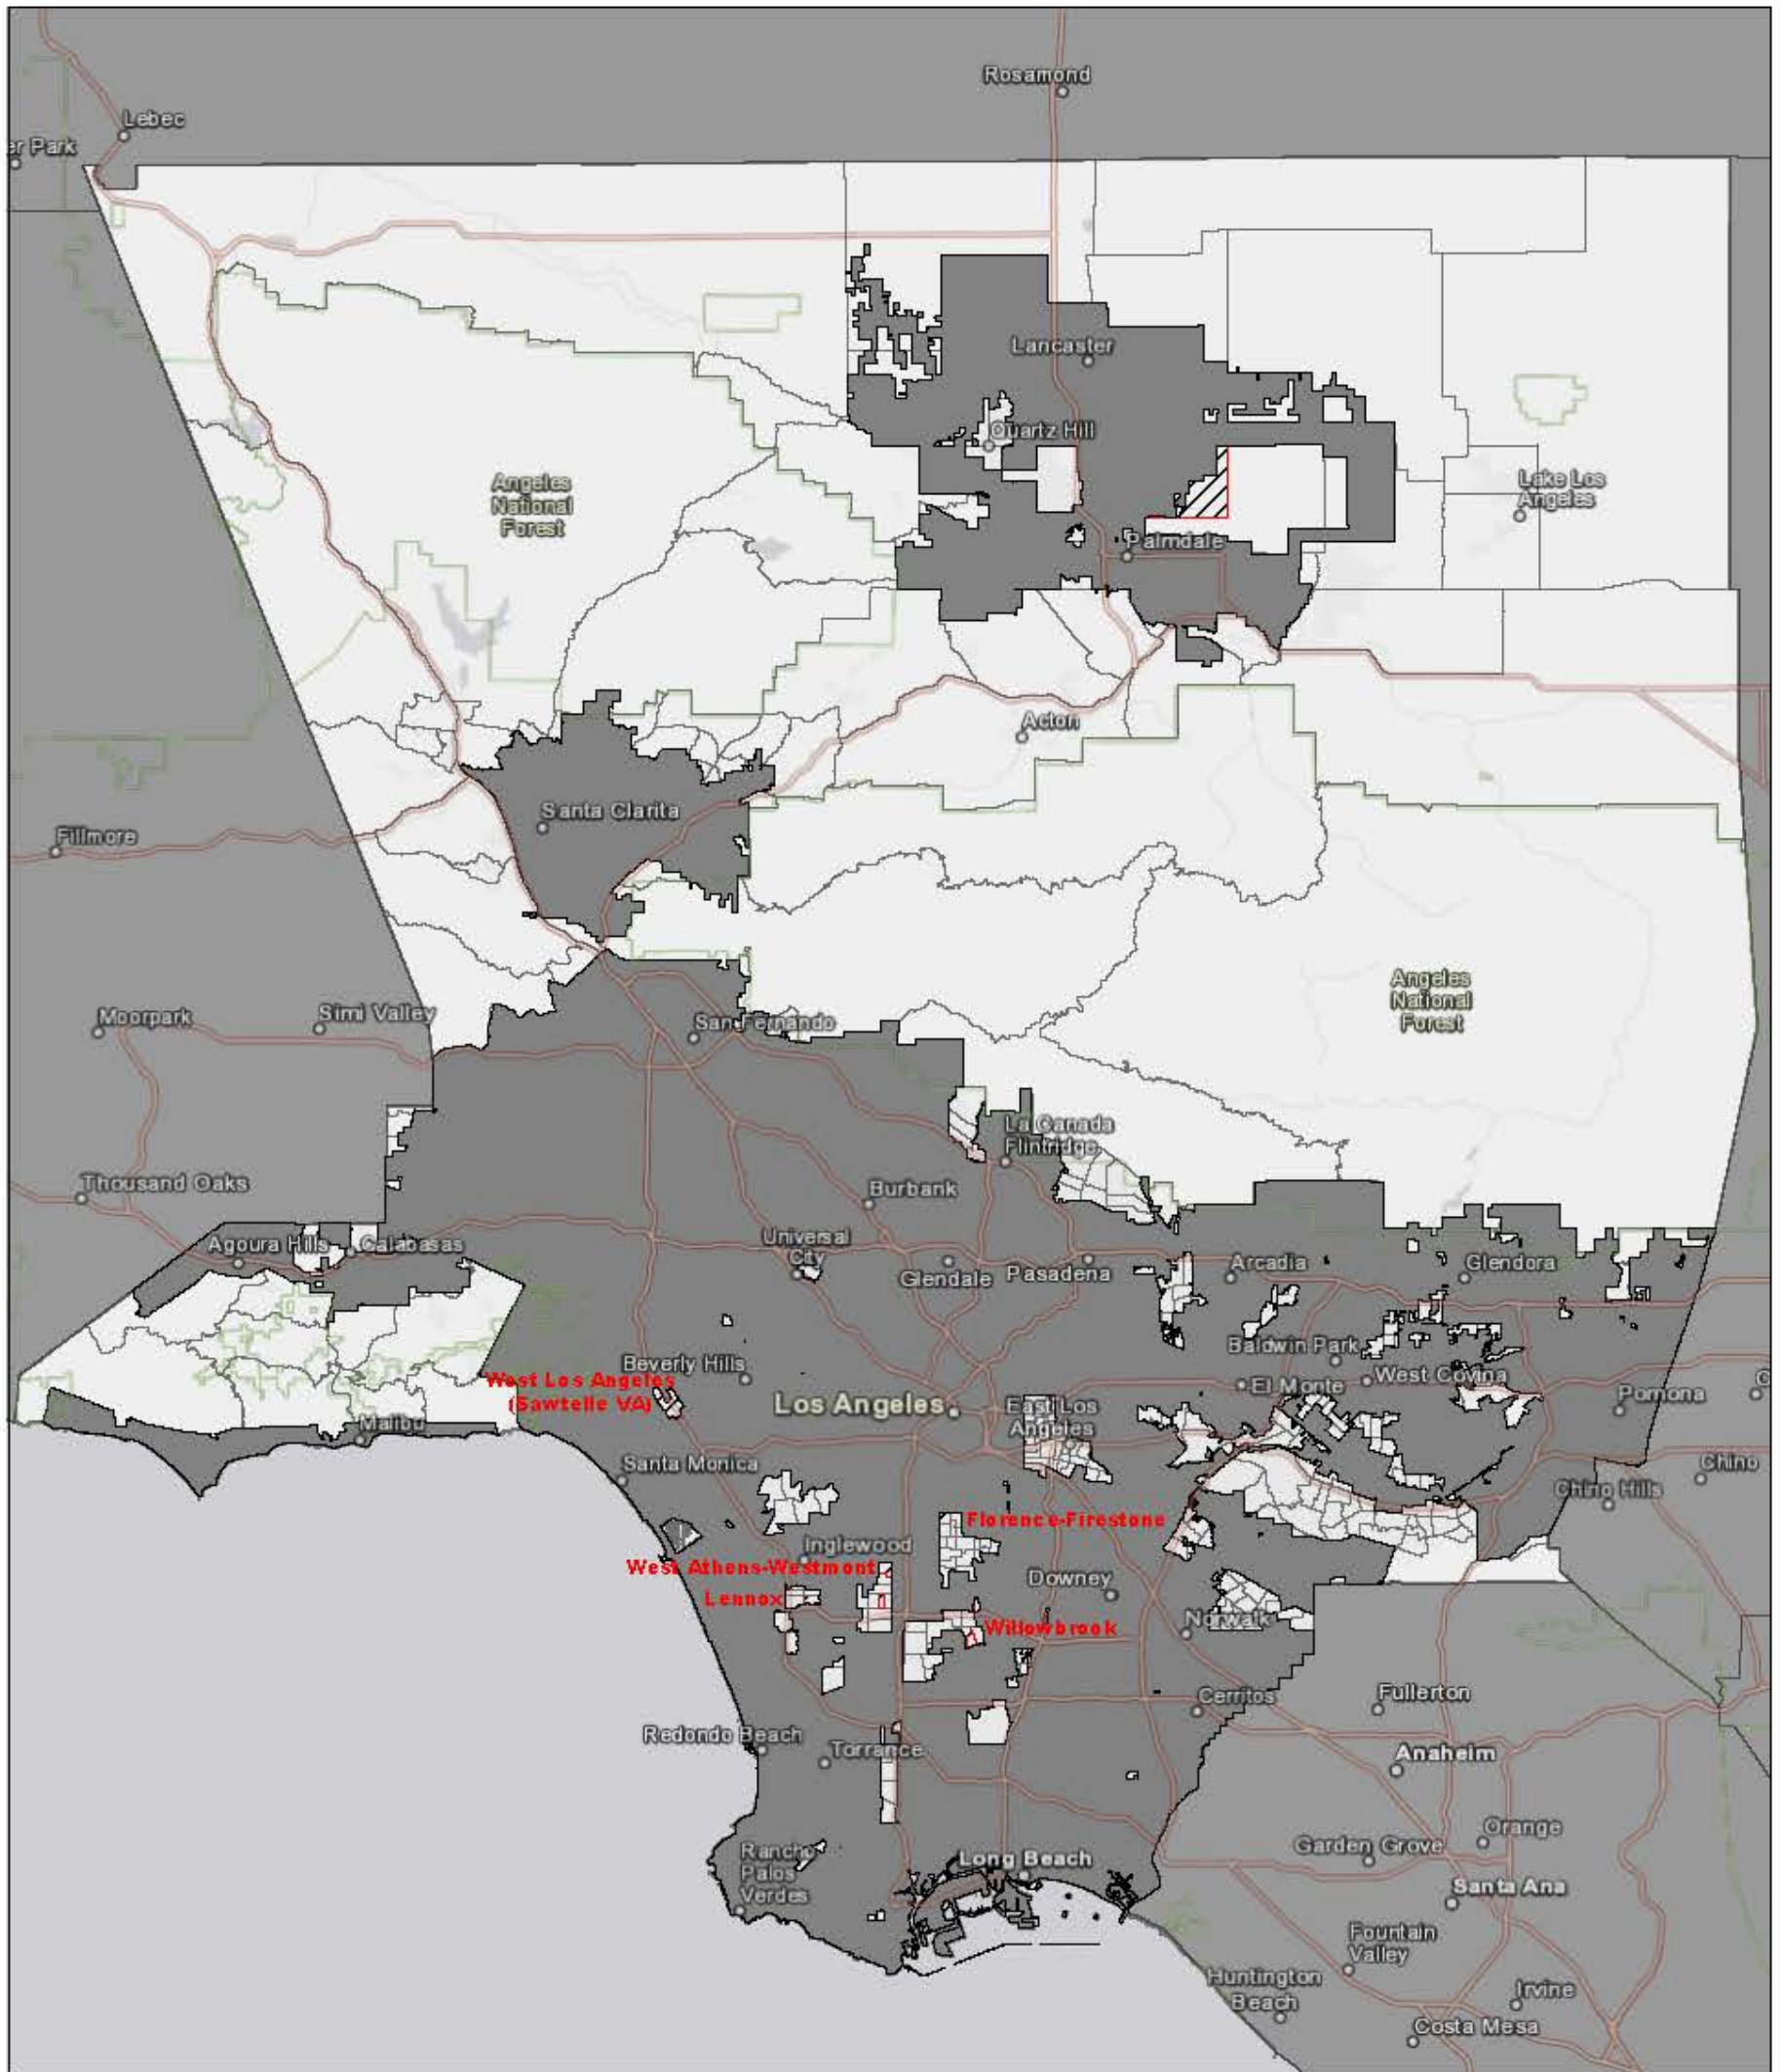 Rosamond
Lebec
er Park
Lancaster
Quartz Hill
Angeles
National
Forest
Lake Los
Angeles
Palmdale
Acton
Santa Clarita
Fillmore
Angeles
National
Forest
Moorpark
Simi Valley
San Fernando
La Canada
Flintridge
Thousand Oaks
Burbank
Agoura Hills
Calabasas
Universal
City
Glendale
Pasadena
Arcadia
Glendora
Baldwin Park
Beverly Hills
West Los Angeles
(Sawtelle VA)
El Monte
West Covina
Pomona
C
Los Angeles
East Los
Angeles
Malibu
Santa Monica
Chino
Chino Hills
Florence-Firestone
Inglewood
West Athens-Westmont
Downey
Lennox
Norwalk
Willowbrook
Cerritos
Fullerton
Redondo Beach
Torrance
Anaheim
Orange
Garden Grove
Rancho
Palos
Verdes
Long Beach
Santa Ana
Fountain
Valley
Huntington
Beach
Irvine
Costa Mesa